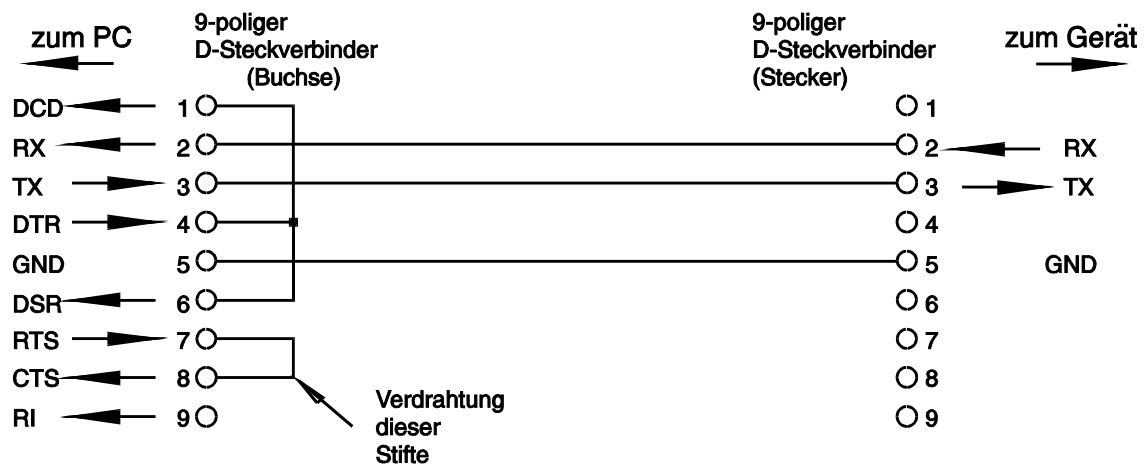 zum PC
9-poliger
D-Steckverbinder
(Buchse)
9-poliger
D-Steckverbinder
(Stecker)
zum Gerät
DCD 1 1
RX 2 2 RX
TX 3 3 TX
DTR 4 4
GND 5 5 GND
DSR 6 6
RTS 7 7
CTS 8 8
RI 9 9
Verdrahtung
dieser
Stifte